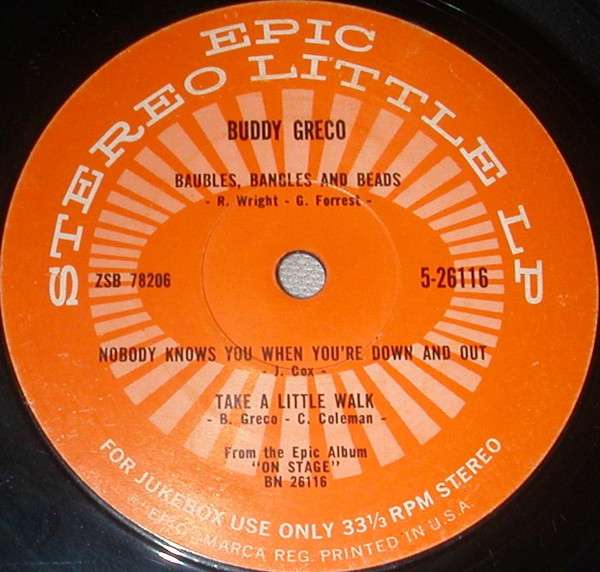 EPIC
STEREO LITTLE LP
BUDDY GRECO
BAUBLES, BANGLES AND BEADS
- R. Wright - G. Forrest -
ZSB 78206
5-26116
NOBODY KNOWS YOU WHEN YOU'RE DOWN AND OUT
- J. Cox -
TAKE A LITTLE WALK
- B. Greco - C. Coleman -
From the Epic Album
"ON STAGE"
BN 26116
FOR JUKEBOX USE ONLY 33⅓ RPM STEREO
MARCA REG. PRINTED IN U.S.A.